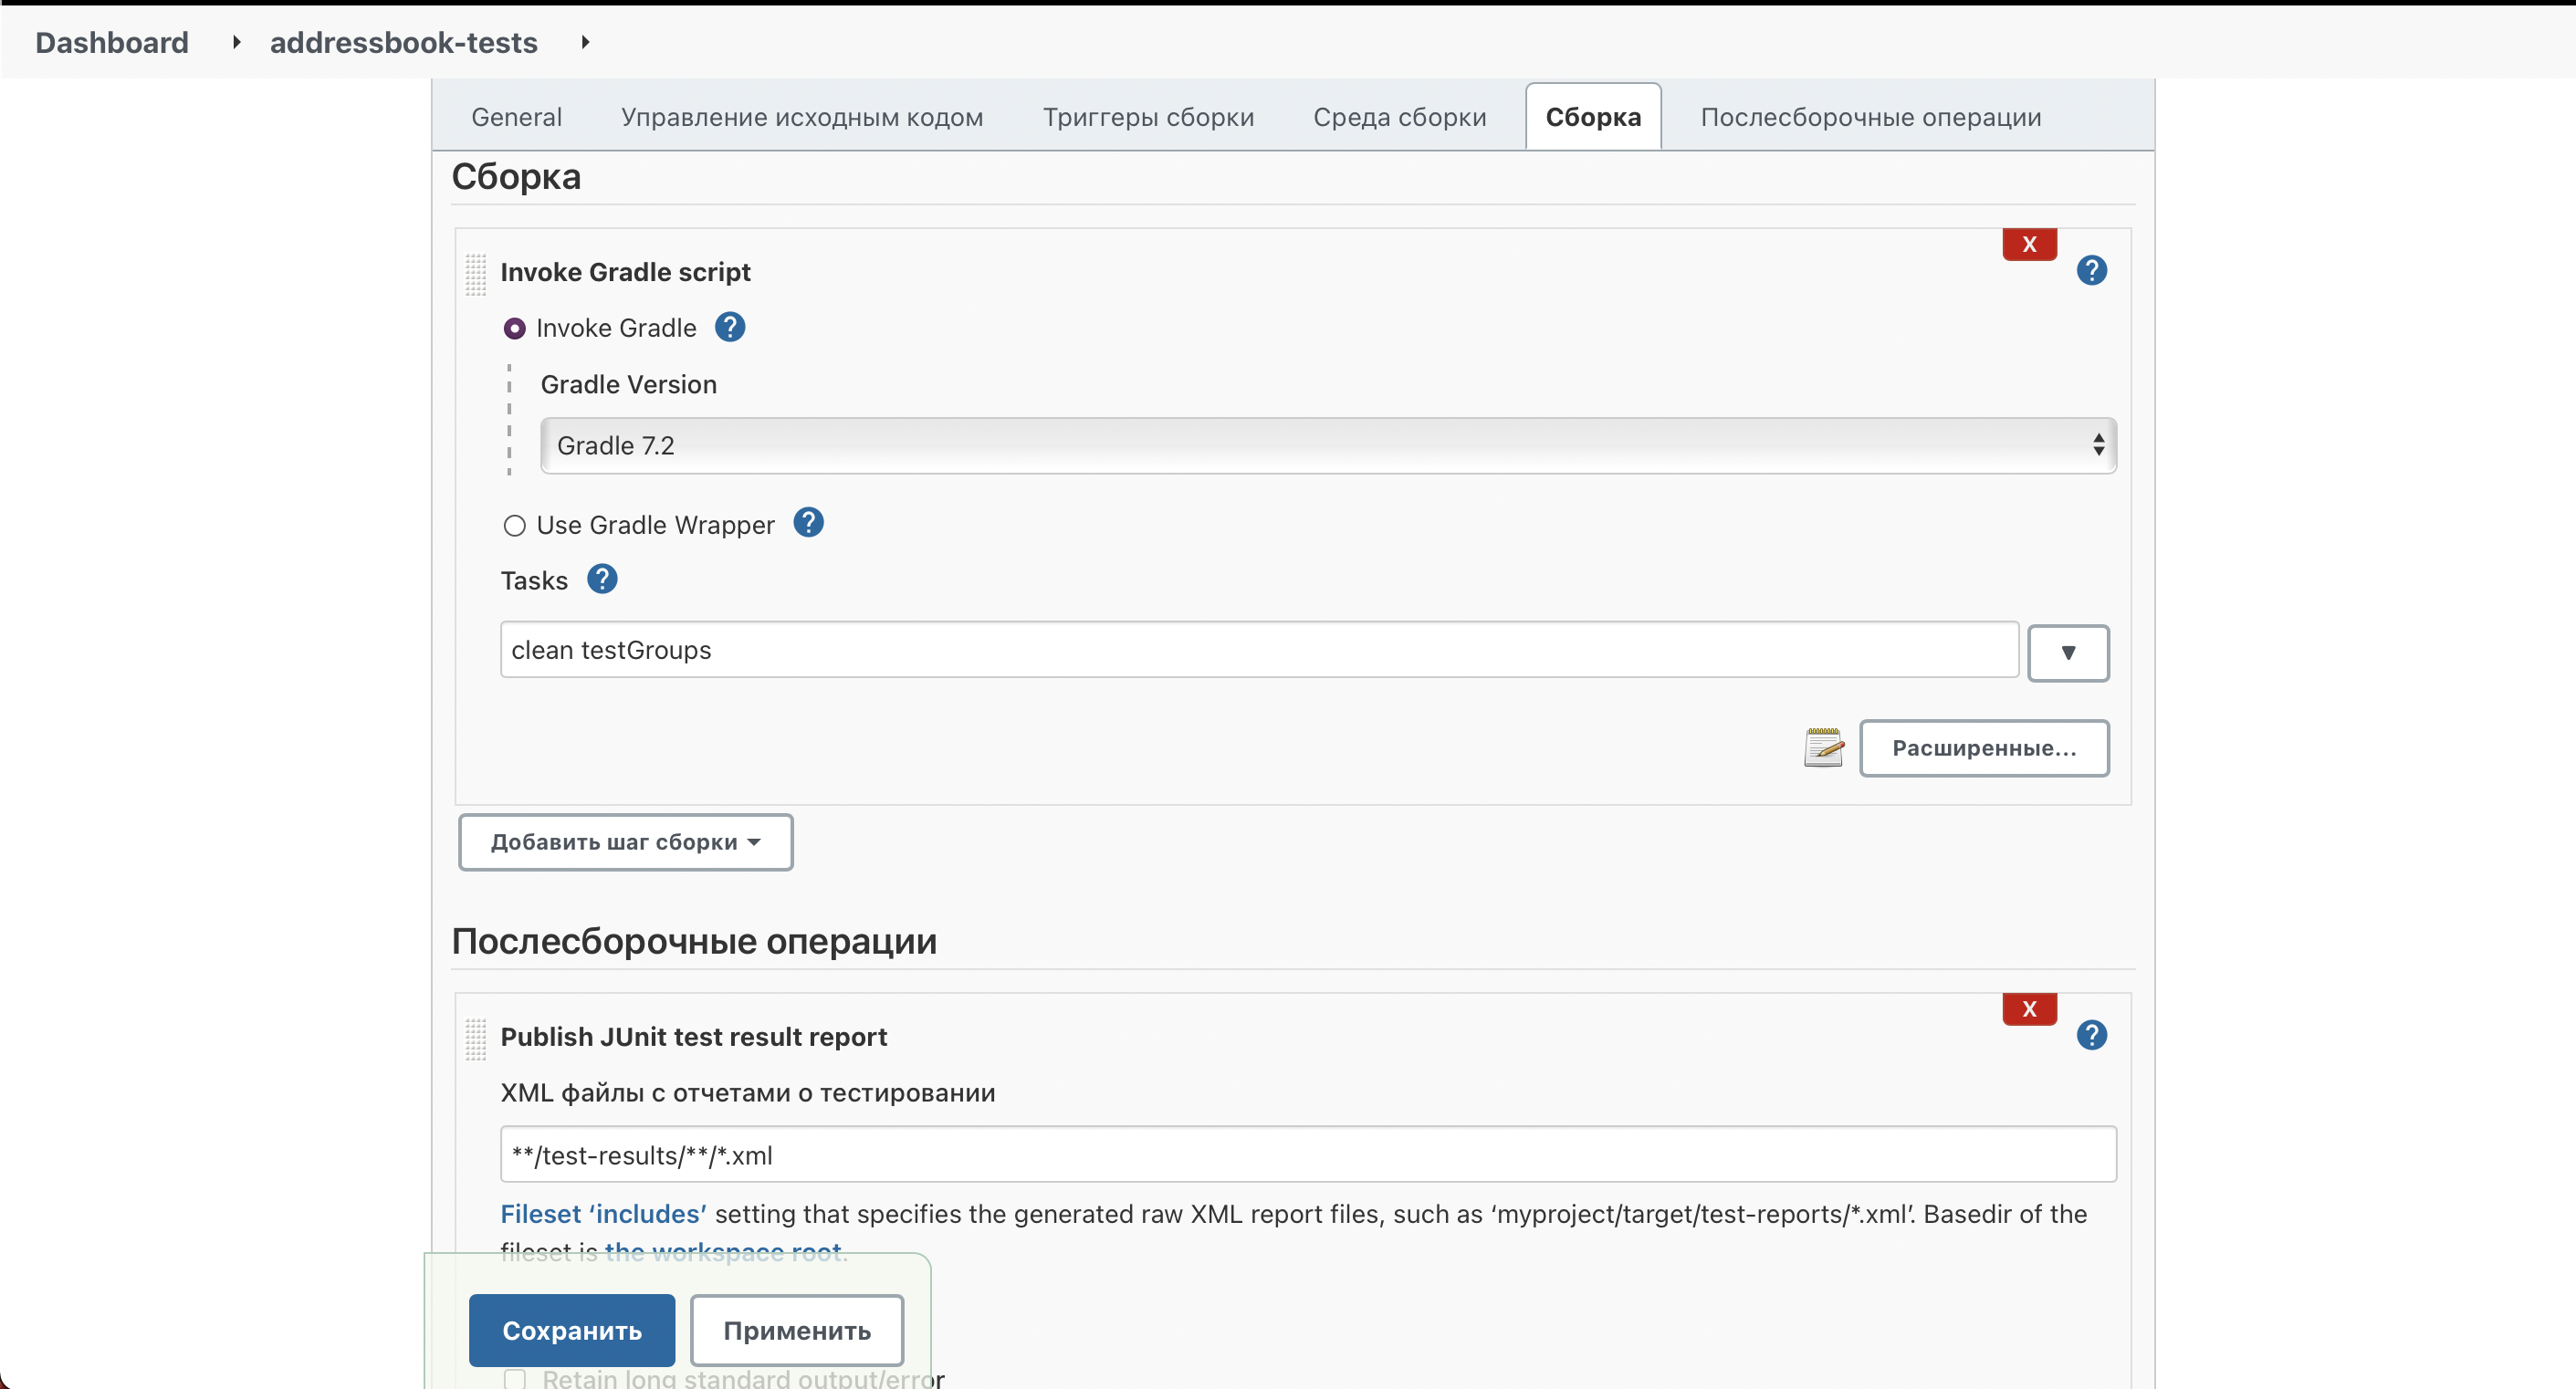 Dashboard
addressbook-tests
General
Управление исходным кодом
Триггеры сборки
Среда сборки
Сборка
Послесборочные операции
Сборка
X
?
Invoke Gradle script
Invoke Gradle ?
Gradle Version
Gradle 7.2
Use Gradle Wrapper ?
Tasks ?
clean testGroups
Расширенные...
Добавить шаг сборки
Послесборочные операции
X
?
Publish JUnit test result report
XML файлы с отчетами о тестировании
**/test-results/**/*.xml
Fileset ‘includes’ setting that specifies the generated raw XML report files, such as ‘myproject/target/test-reports/*.xml’. Basedir of the
fileset is the workspace root.
Сохранить
Применить
Retain long standard output/error